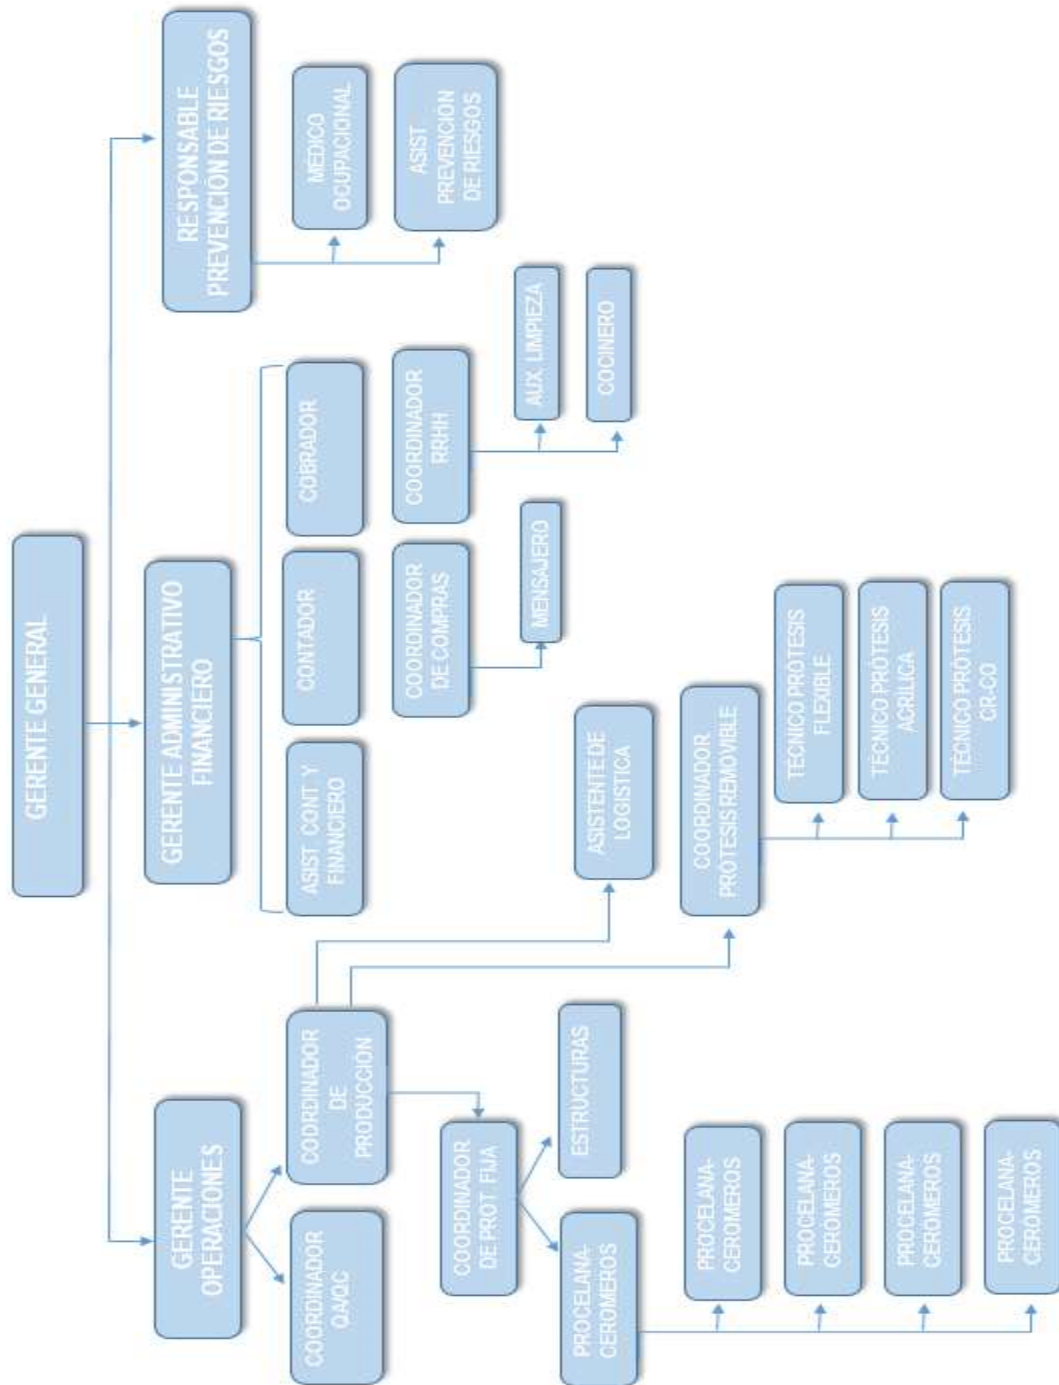 GERENTE GENERAL
GERENTE
OPERACIONES
GERENTE ADMINISTRATIVO
FINANCIERO
RESPONSABLE
PREVENCIÓN DE RIESGOS
COORDINADOR
QA/QC
COORDINADOR
DE
PRODUCCIÓN
ASIST CONT Y
FINANCIERO
CONTADOR
COBRADOR
MÉDICO
OCUPACIONAL
COORDINADOR
DE COMPRAS
COORDINADOR
RRHH
ASIST
PREVENCION
DE RIESGOS
COORDINADOR
DE PROT FIJA
MENSAJERO
AUX. LIMPIEZA
COCINERO
PROCELANA-
CEROMEROS
ESTRUCTURAS
ASISTENTE DE
LOGISTICA
COORDINADOR
PRÓTESIS REMOVIBLE
PROCELANA-
CEROMEROS
PROCELANA-
CEROMEROS
PROCELANA-
CEROMEROS
PROCELANA-
CEROMEROS
TÉCNICO PRÓTESIS
FLEXIBLE
TÉCNICO PRÓTESIS
ACRILICA
TÉCNICO PRÓTESIS
CR-CO